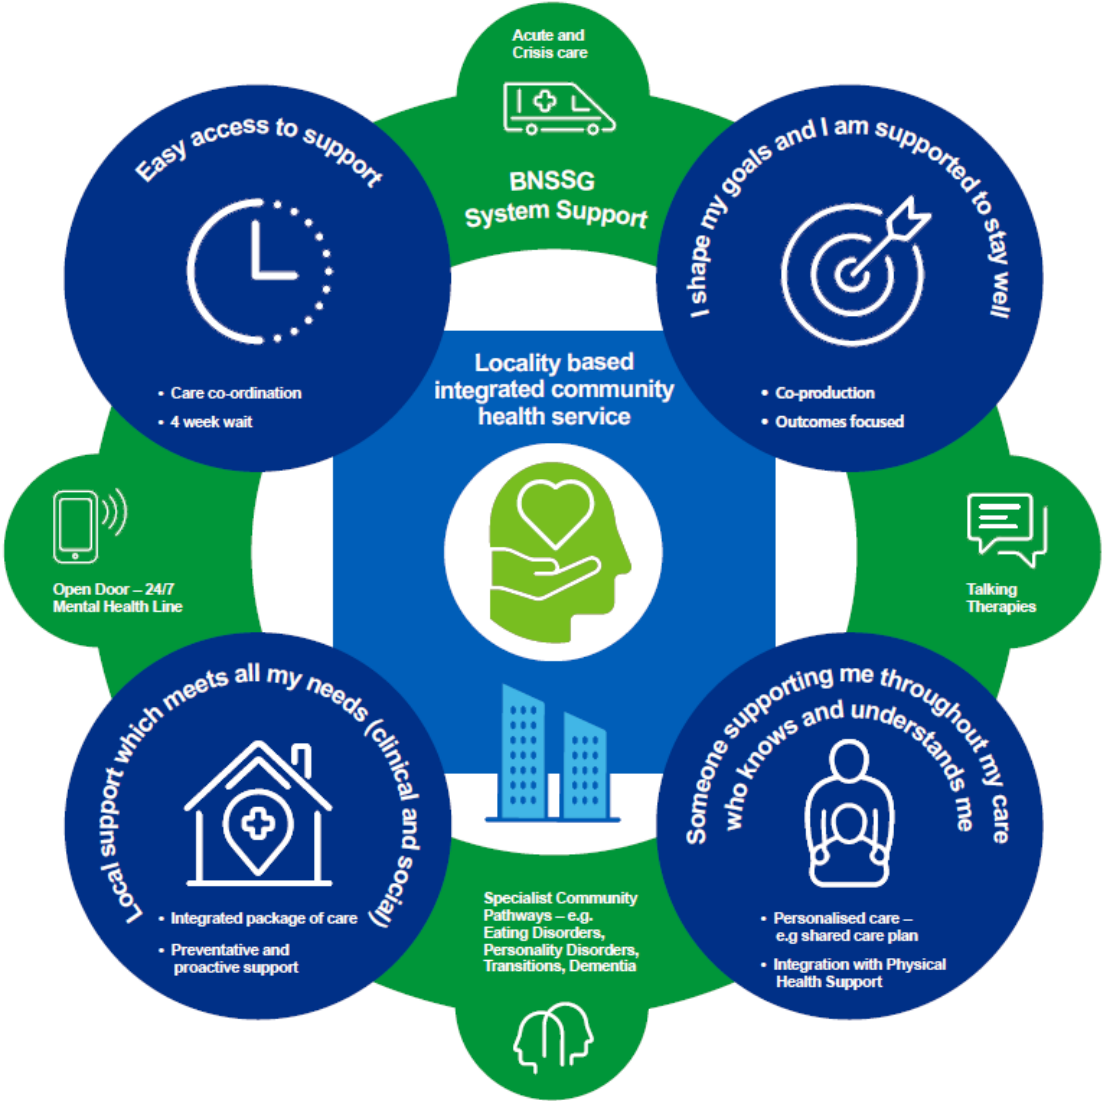 Acute and
Crisis care
BNSSG
System Support
Easy access to support
• Care co-ordination
• 4 week wait
I shape my goals and I am supported to stay well
• Co-production
• Outcomes focused
Locality based
integrated community
health service
Open Door – 24/7
Mental Health Line
Talking
Therapies
Local support which meets all my needs (clinical and social)
• Integrated package of care
• Preventative and
proactive support
Someone supporting me throughout my care
who knows and understands me
• Personalised care –
e.g shared care plan
• Integration with Physical
Health Support
Specialist Community
Pathways – e.g.
Eating Disorders,
Personality Disorders,
Transitions, Dementia